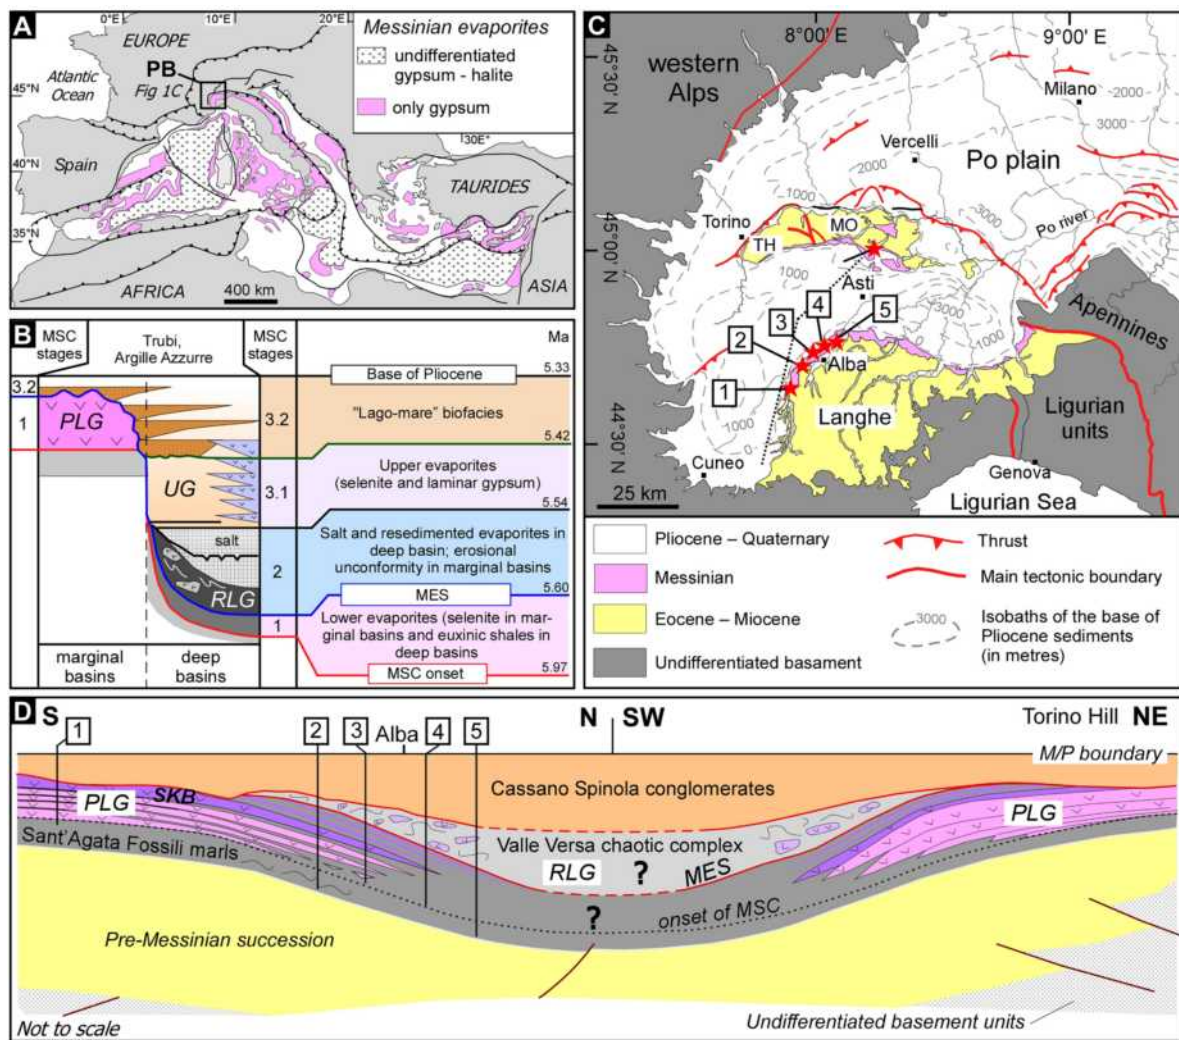 A
0°E
10°E
20°E
EUROPE
PB
Fig 1C
Atlantic
Ocean
45°N
Spain
40°N
35°N
30°E
TAURIDES
AFRICA
ASIA
400 km
Messinian evaporites
undifferentiated
gypsum - halite
only gypsum
B
MSC
stages
Trubi,
Argille Azzurre
MSC
stages
Ma
3.2
1
PLG
UG
salt
RLG
3.2
3.1
2
1
Base of Pliocene
5.33
"Lago-mare" biofacies
5.42
Upper evaporites
(selenite and laminar gypsum)
5.54
Salt and resedimented evaporites in
deep basin; erosional
unconformity in marginal basins
5.60
MES
Lower evaporites (selenite in mar-
ginal basins and euxinic shales in
deep basins
5.97
MSC onset
marginal
basins
deep
basins
C
8°00' E
9°00' E
45°30' N
45°00' N
44°30' N
western
Alps
Milano
2000
3000
Vercelli
Po plain
2000
1000
3000
Torino
TH
MO
Po river
1000
Asti
3000
Apennines
4
5
3
2
1
Alba
Langhe
Ligurian
units
1000
0
Cuneo
Genova
25 km
Ligurian Sea
Pliocene – Quaternary
Messinian
Eocene – Miocene
Undifferentiated basament
Thrust
Main tectonic boundary
3000
Isobaths of the base of
Pliocene sediments
(in metres)
D
S
N
SW
NE
1
2
3
Alba
4
5
Torino Hill
M/P boundary
Cassano Spinola conglomerates
PLG
SKB
PLG
Sant'Agata Fossili marls
Valle Versa chaotic complex
RLG
?
MES
?
onset of MSC
Pre-Messinian succession
Not to scale
Undifferentiated basement units